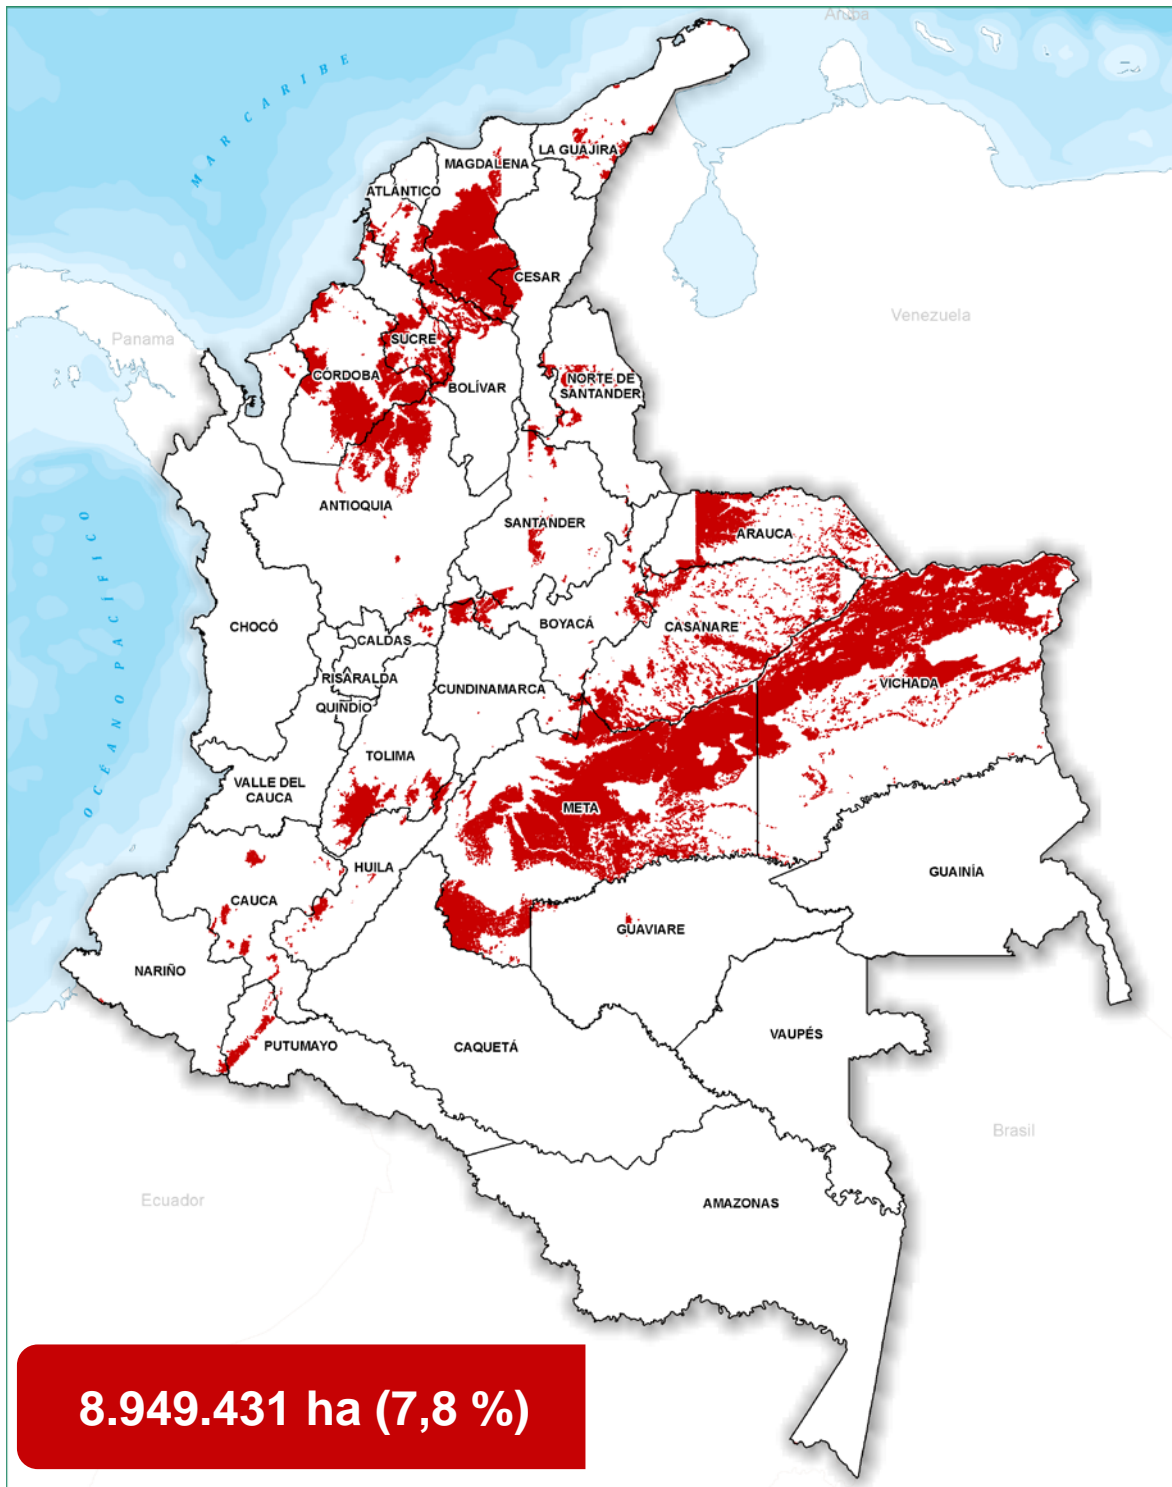 Aruba
MAR CARIBE
LA GUAJIRA
MAGDALENA
ATLÁNTICO
CESAR
Venezuela
Panama
SUCRE
CÓRDOBA
BOLÍVAR
NORTE DE
SANTANDER
ANTIOQUIA
SANTANDER
ARAUCA
OCÉANO PACÍFICO
CHOCÓ
BOYACÁ
CASANARE
CALDAS
RISARALDA
CUNDINAMARCA
VICHADA
QUINDÍO
TOLIMA
VALLE DEL
CAUCA
META
HUILA
GUAINÍA
CAUCA
GUAVIARE
NARIÑO
VAUPÉS
PUTUMAYO
CAQUETÁ
Brasil
Ecuador
AMAZONAS
8.949.431 ha (7,8 %)